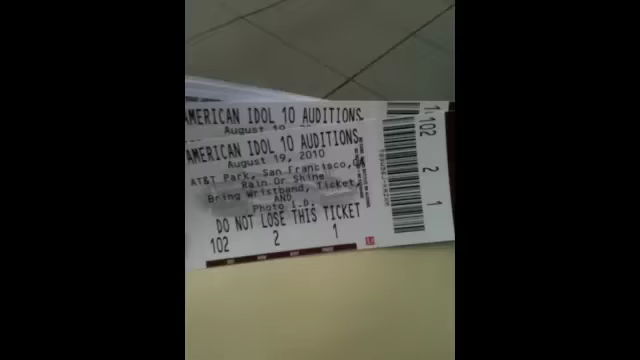 AMERICAN IDOL 10 AUDITIONS
August 19,
AMERICAN IDOL 10 AUDITIONS
August 19, 2010
AT&T Park, San Francisco, CA
Rain Or Shine
Bring Wristband, Ticket,
AND
Photo I.D.
DO NOT LOSE THIS TICKET
102 2 1
102 2 1